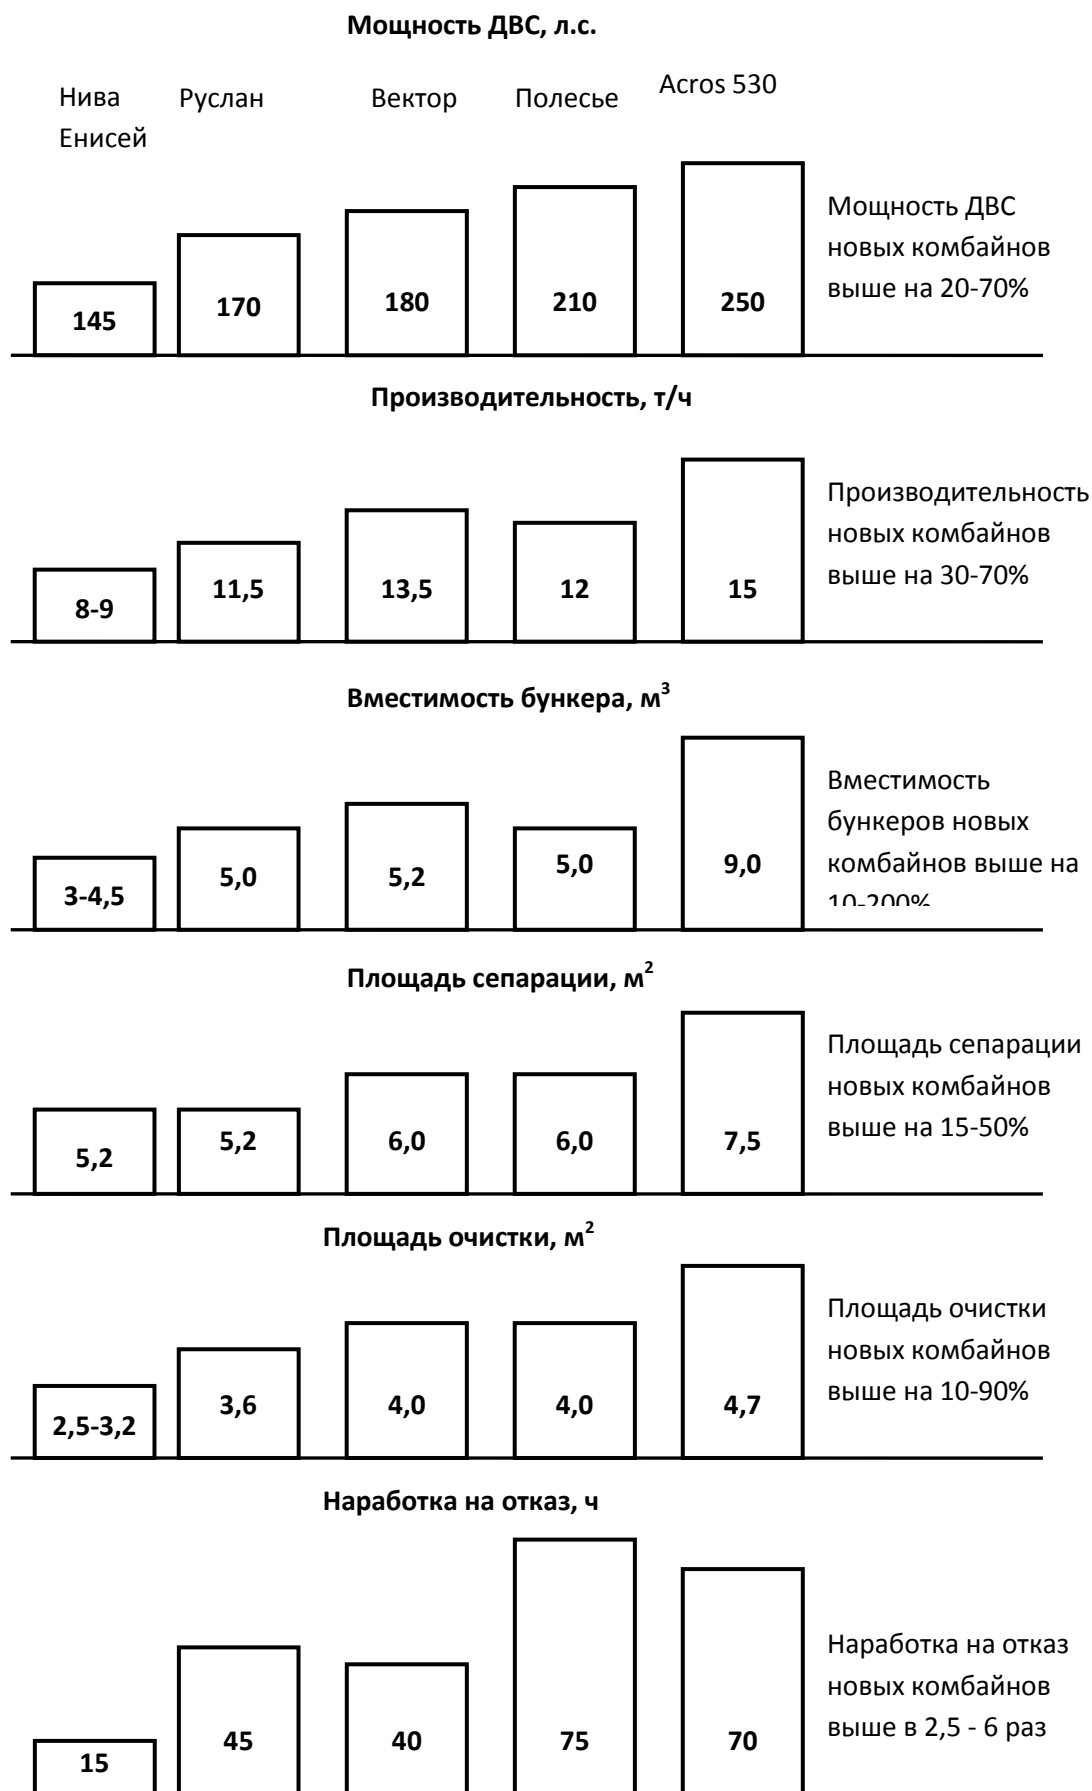 Мощность ДВС, л.с.
Нива
Енисей
Руслан
Вектор
Полесье
Acros 530
145
170
180
210
250
Мощность ДВС
новых комбайнов
выше на 20-70%
Производительность, т/ч
8-9
11,5
13,5
12
15
Производительность
новых комбайнов
выше на 30-70%
Вместимость бункера, м³
3-4,5
5,0
5,2
5,0
9,0
Вместимость
бункеров новых
комбайнов выше на
10-200%
Площадь сепарации, м²
5,2
5,2
6,0
6,0
7,5
Площадь сепарации
новых комбайнов
выше на 15-50%
Площадь очистки, м²
2,5-3,2
3,6
4,0
4,0
4,7
Площадь очистки
новых комбайнов
выше на 10-90%
Наработка на отказ, ч
15
45
40
75
70
Наработка на отказ
новых комбайнов
выше в 2,5 - 6 раз